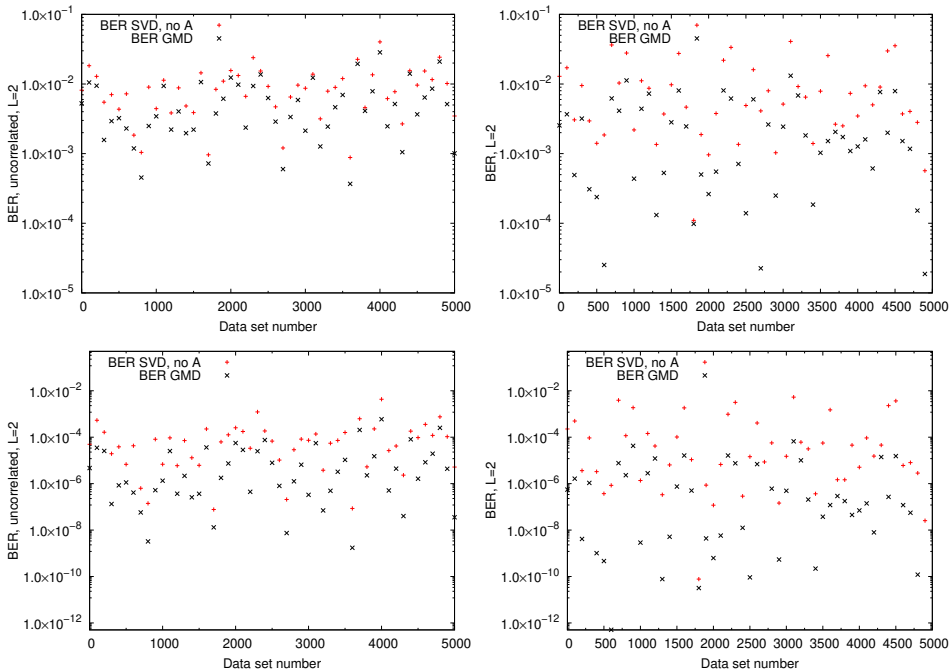 1.0×10⁻¹
1.0×10⁻²
1.0×10⁻³
1.0×10⁻⁴
1.0×10⁻⁵
BER, uncorrelated, L=2
BER SVD, no A
BER GMD
0 1000 2000 3000 4000 5000
Data set number
1.0×10⁻¹
1.0×10⁻²
1.0×10⁻³
1.0×10⁻⁴
1.0×10⁻⁵
BER, L=2
BER SVD, no A
BER GMD
0 500 1000 1500 2000 2500 3000 3500 4000 4500 5000
Data set number
1.0×10⁻²
1.0×10⁻⁴
1.0×10⁻⁶
1.0×10⁻⁸
1.0×10⁻¹⁰
1.0×10⁻¹²
BER, uncorrelated, L=2
BER SVD, no A
BER GMD
0 1000 2000 3000 4000 5000
Data set number
1.0×10⁻²
1.0×10⁻⁴
1.0×10⁻⁶
1.0×10⁻⁸
1.0×10⁻¹⁰
1.0×10⁻¹²
BER, L=2
BER SVD, no A
BER GMD
0 500 1000 1500 2000 2500 3000 3500 4000 4500 5000
Data set number